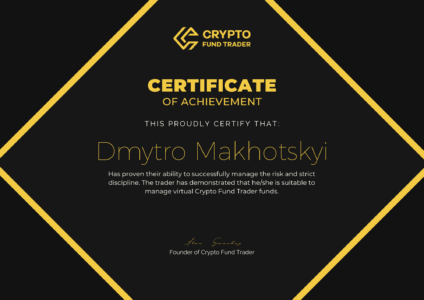 CRYPTO
FUND TRADER
CERTIFICATE
OF ACHIEVEMENT
THIS PROUDLY CERTIFY THAT:
Dmytro Makhotskyi
Has proven their ability to successfully manage the risk and strict
discipline. The trader has demonstrated that he/she is suitable to
manage virtual Crypto Fund Trader funds.
Founder of Crypto Fund Trader